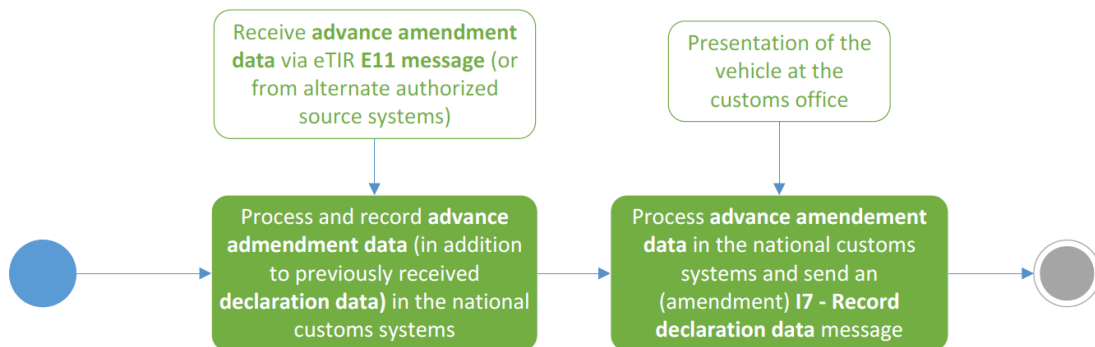 Receive advance amendment
data via eTIR E11 message (or
from alternate authorized
source systems)
Presentation of the
vehicle at the
customs office
Process and record advance
admendment data (in addition
to previously received
declaration data) in the national
customs systems
Process advance amendement
data in the national customs
systems and send an
(amendment) I7 - Record
declaration data message